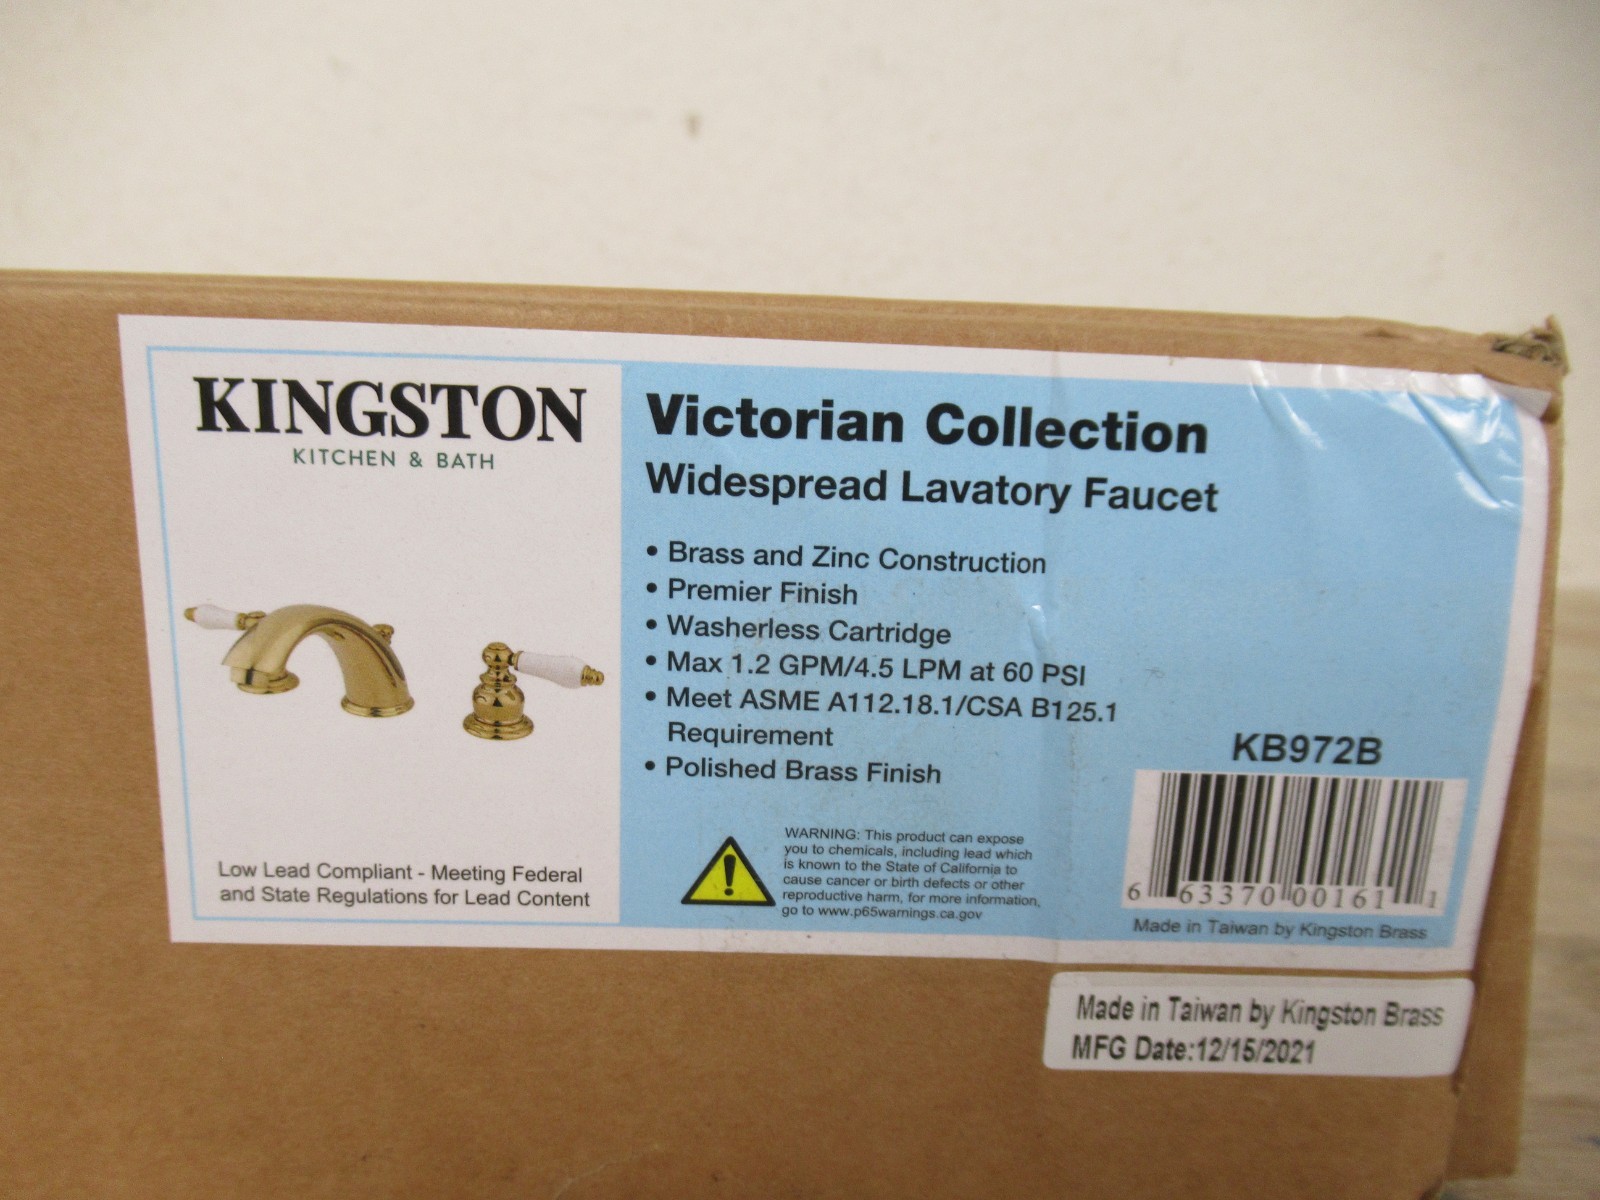 KINGSTON
KITCHEN & BATH
Low Lead Compliant - Meeting Federal
and State Regulations for Lead Content
Victorian Collection
Widespread Lavatory Faucet
• Brass and Zinc Construction
• Premier Finish
• Washerless Cartridge
• Max 1.2 GPM/4.5 LPM at 60 PSI
• Meet ASME A112.18.1/CSA B125.1
Requirement
• Polished Brass Finish
WARNING: This product can expose
you to chemicals, including lead which
is known to the State of California to
cause cancer or birth defects or other
reproductive harm, for more information,
go to www.p65warnings.ca.gov
KB972B
6 63370 00161 1
Made in Taiwan by Kingston Brass
Made in Taiwan by Kingston Brass
MFG Date:12/15/2021